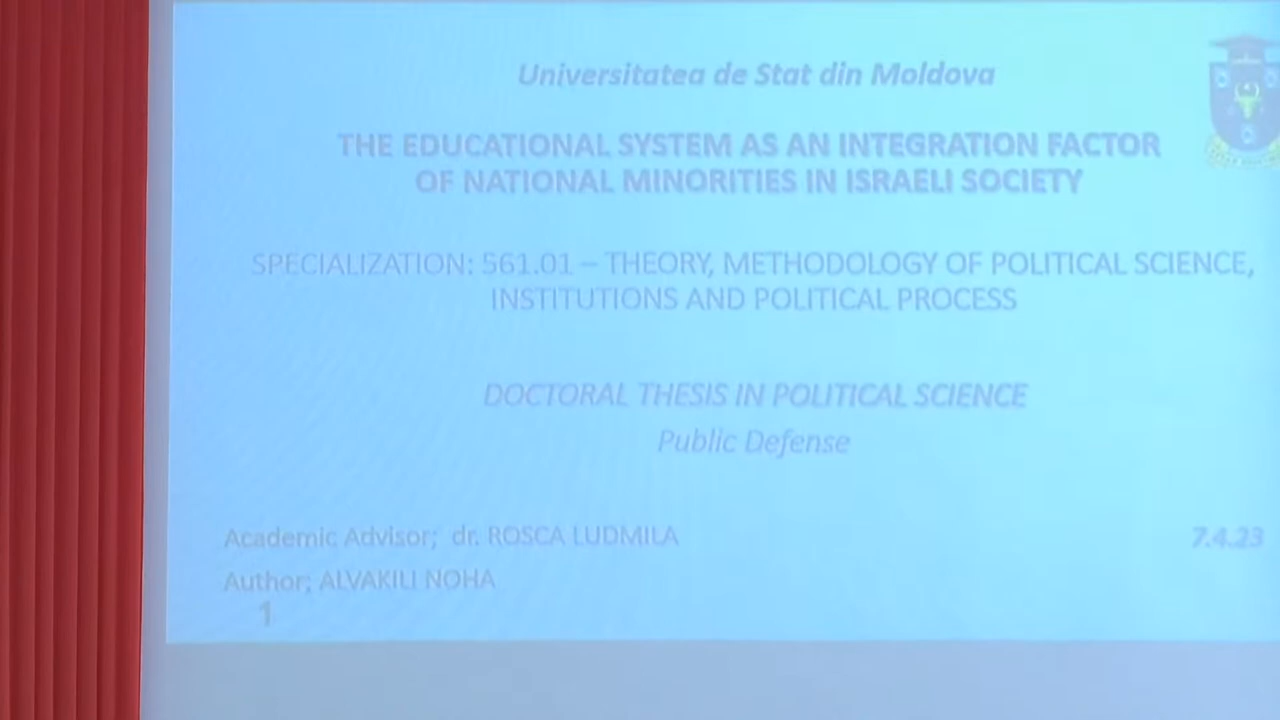 Universitatea de Stat din Moldova
THE EDUCATIONAL SYSTEM AS AN INTEGRATION FACTOR
OF NATIONAL MINORITIES IN ISRAELI SOCIETY
SPECIALIZATION: 561.01 – THEORY, METHODOLOGY OF POLITICAL SCIENCE,
INSTITUTIONS AND POLITICAL PROCESS
DOCTORAL THESIS IN POLITICAL SCIENCE
Public Defense
Academic Advisor; dr. ROSCA LUDMILA
7.4.23
Author; ALVAKILI NOHA
1